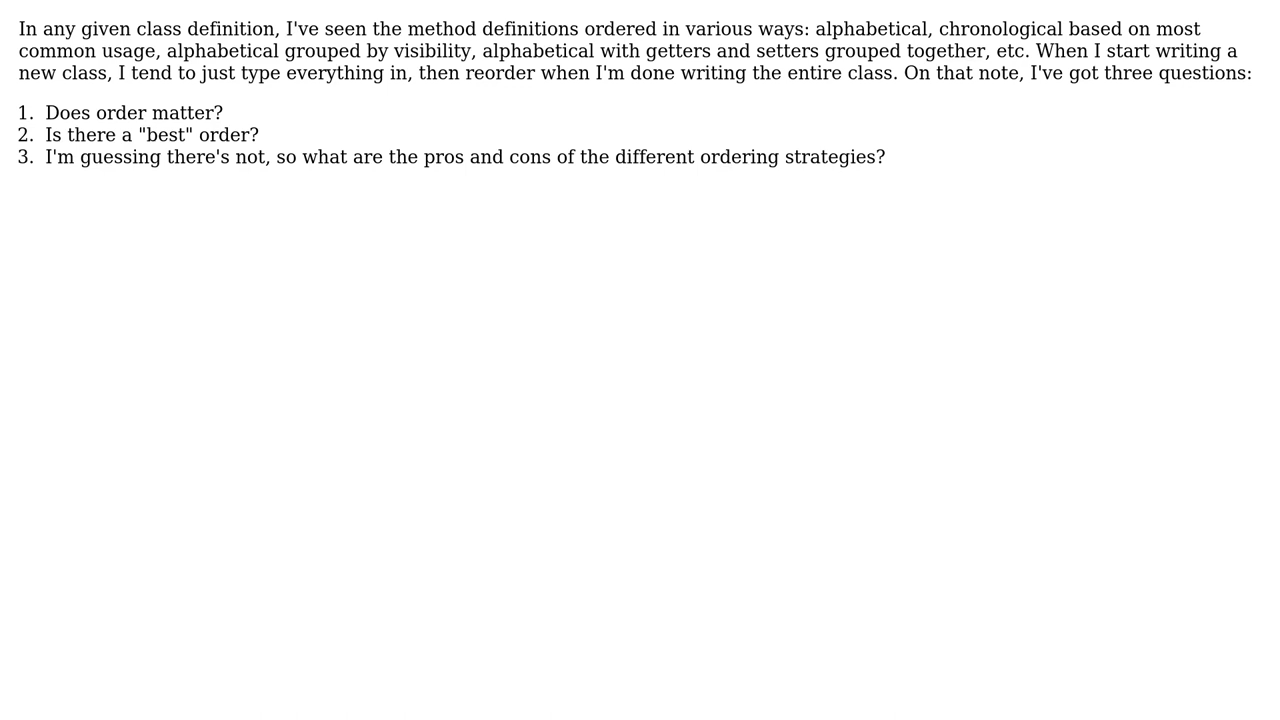 In any given class definition, I've seen the method definitions ordered in various ways: alphabetical, chronological based on most
common usage, alphabetical grouped by visibility, alphabetical with getters and setters grouped together, etc. When I start writing a
new class, I tend to just type everything in, then reorder when I'm done writing the entire class. On that note, I've got three questions:
1. Does order matter?
2. Is there a "best" order?
3. I'm guessing there's not, so what are the pros and cons of the different ordering strategies?